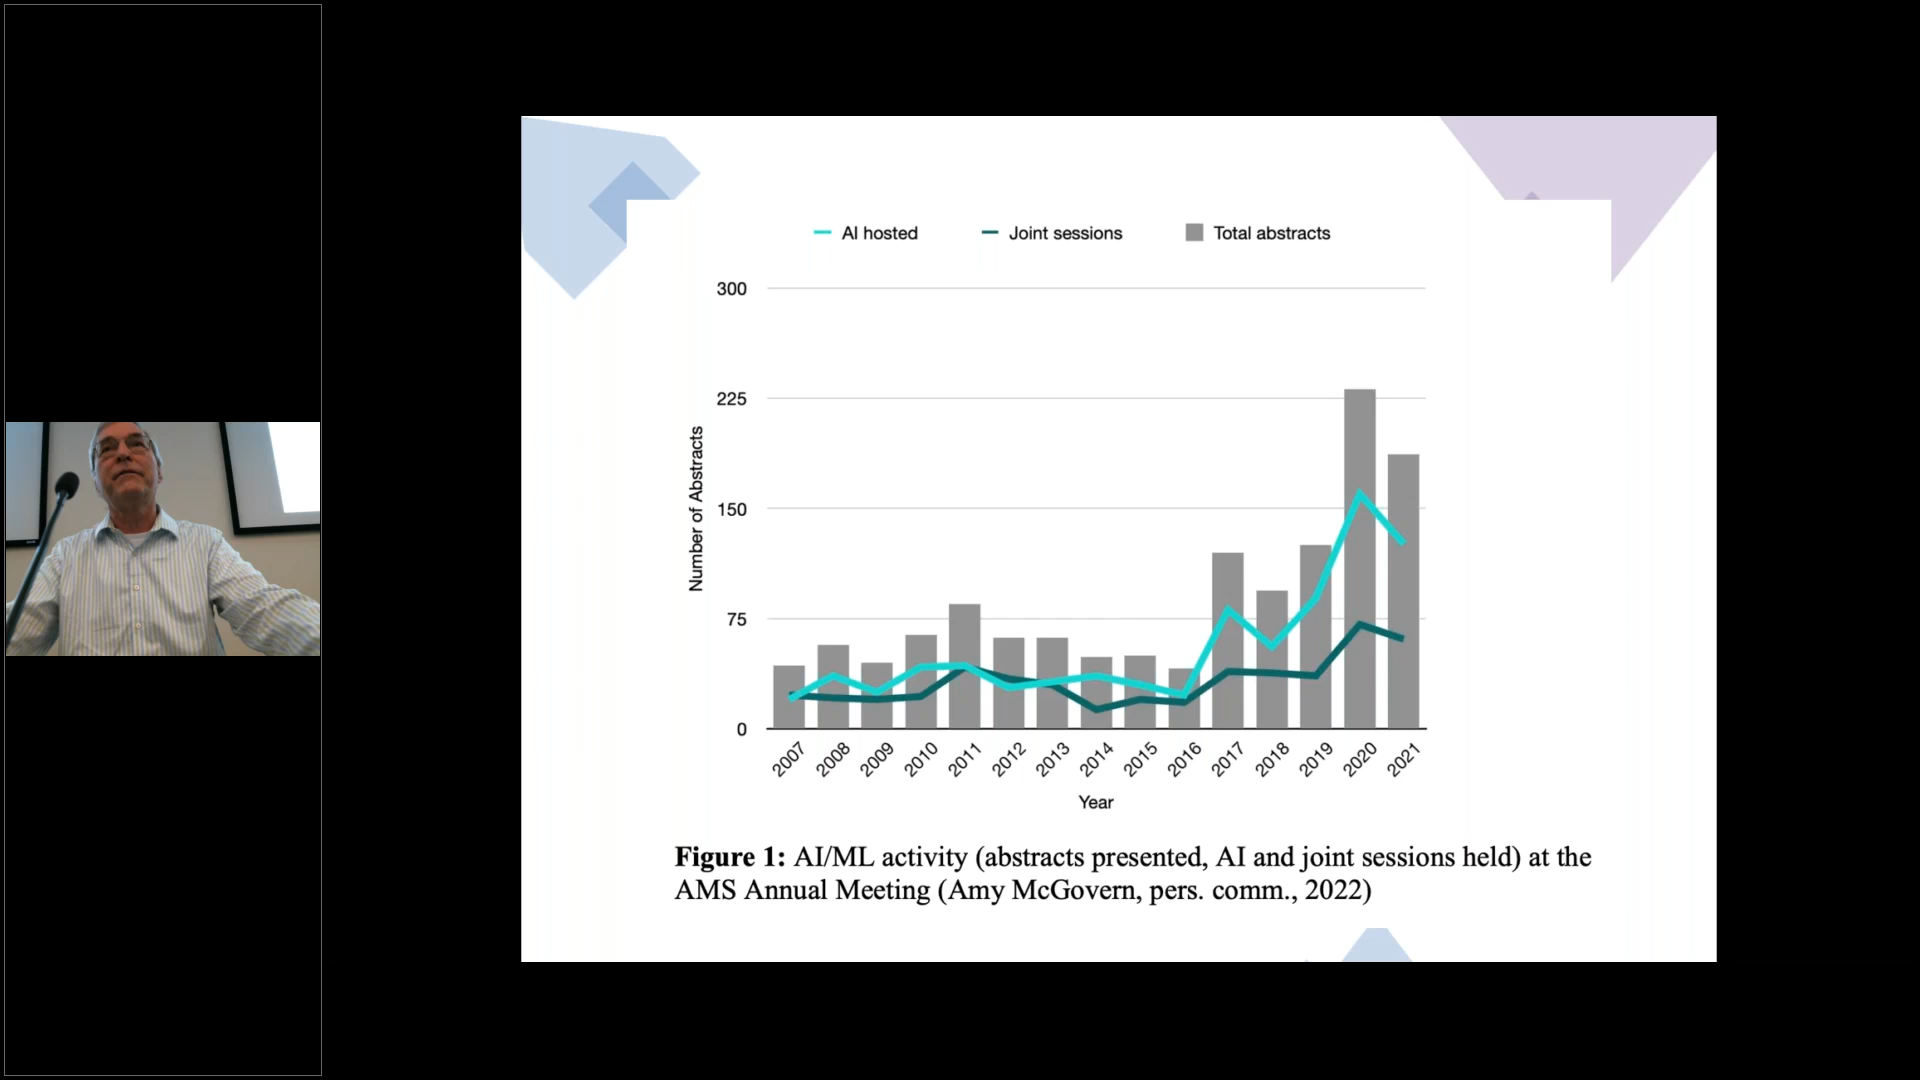 AI hosted Joint sessions Total abstracts
300
225
150
75
0
Number of Abstracts
2007 2008 2009 2010 2011 2012 2013 2014 2015 2016 2017 2018 2019 2020 2021
Year
Figure 1: AI/ML activity (abstracts presented, AI and joint sessions held) at the
AMS Annual Meeting (Amy McGovern, pers. comm., 2022)